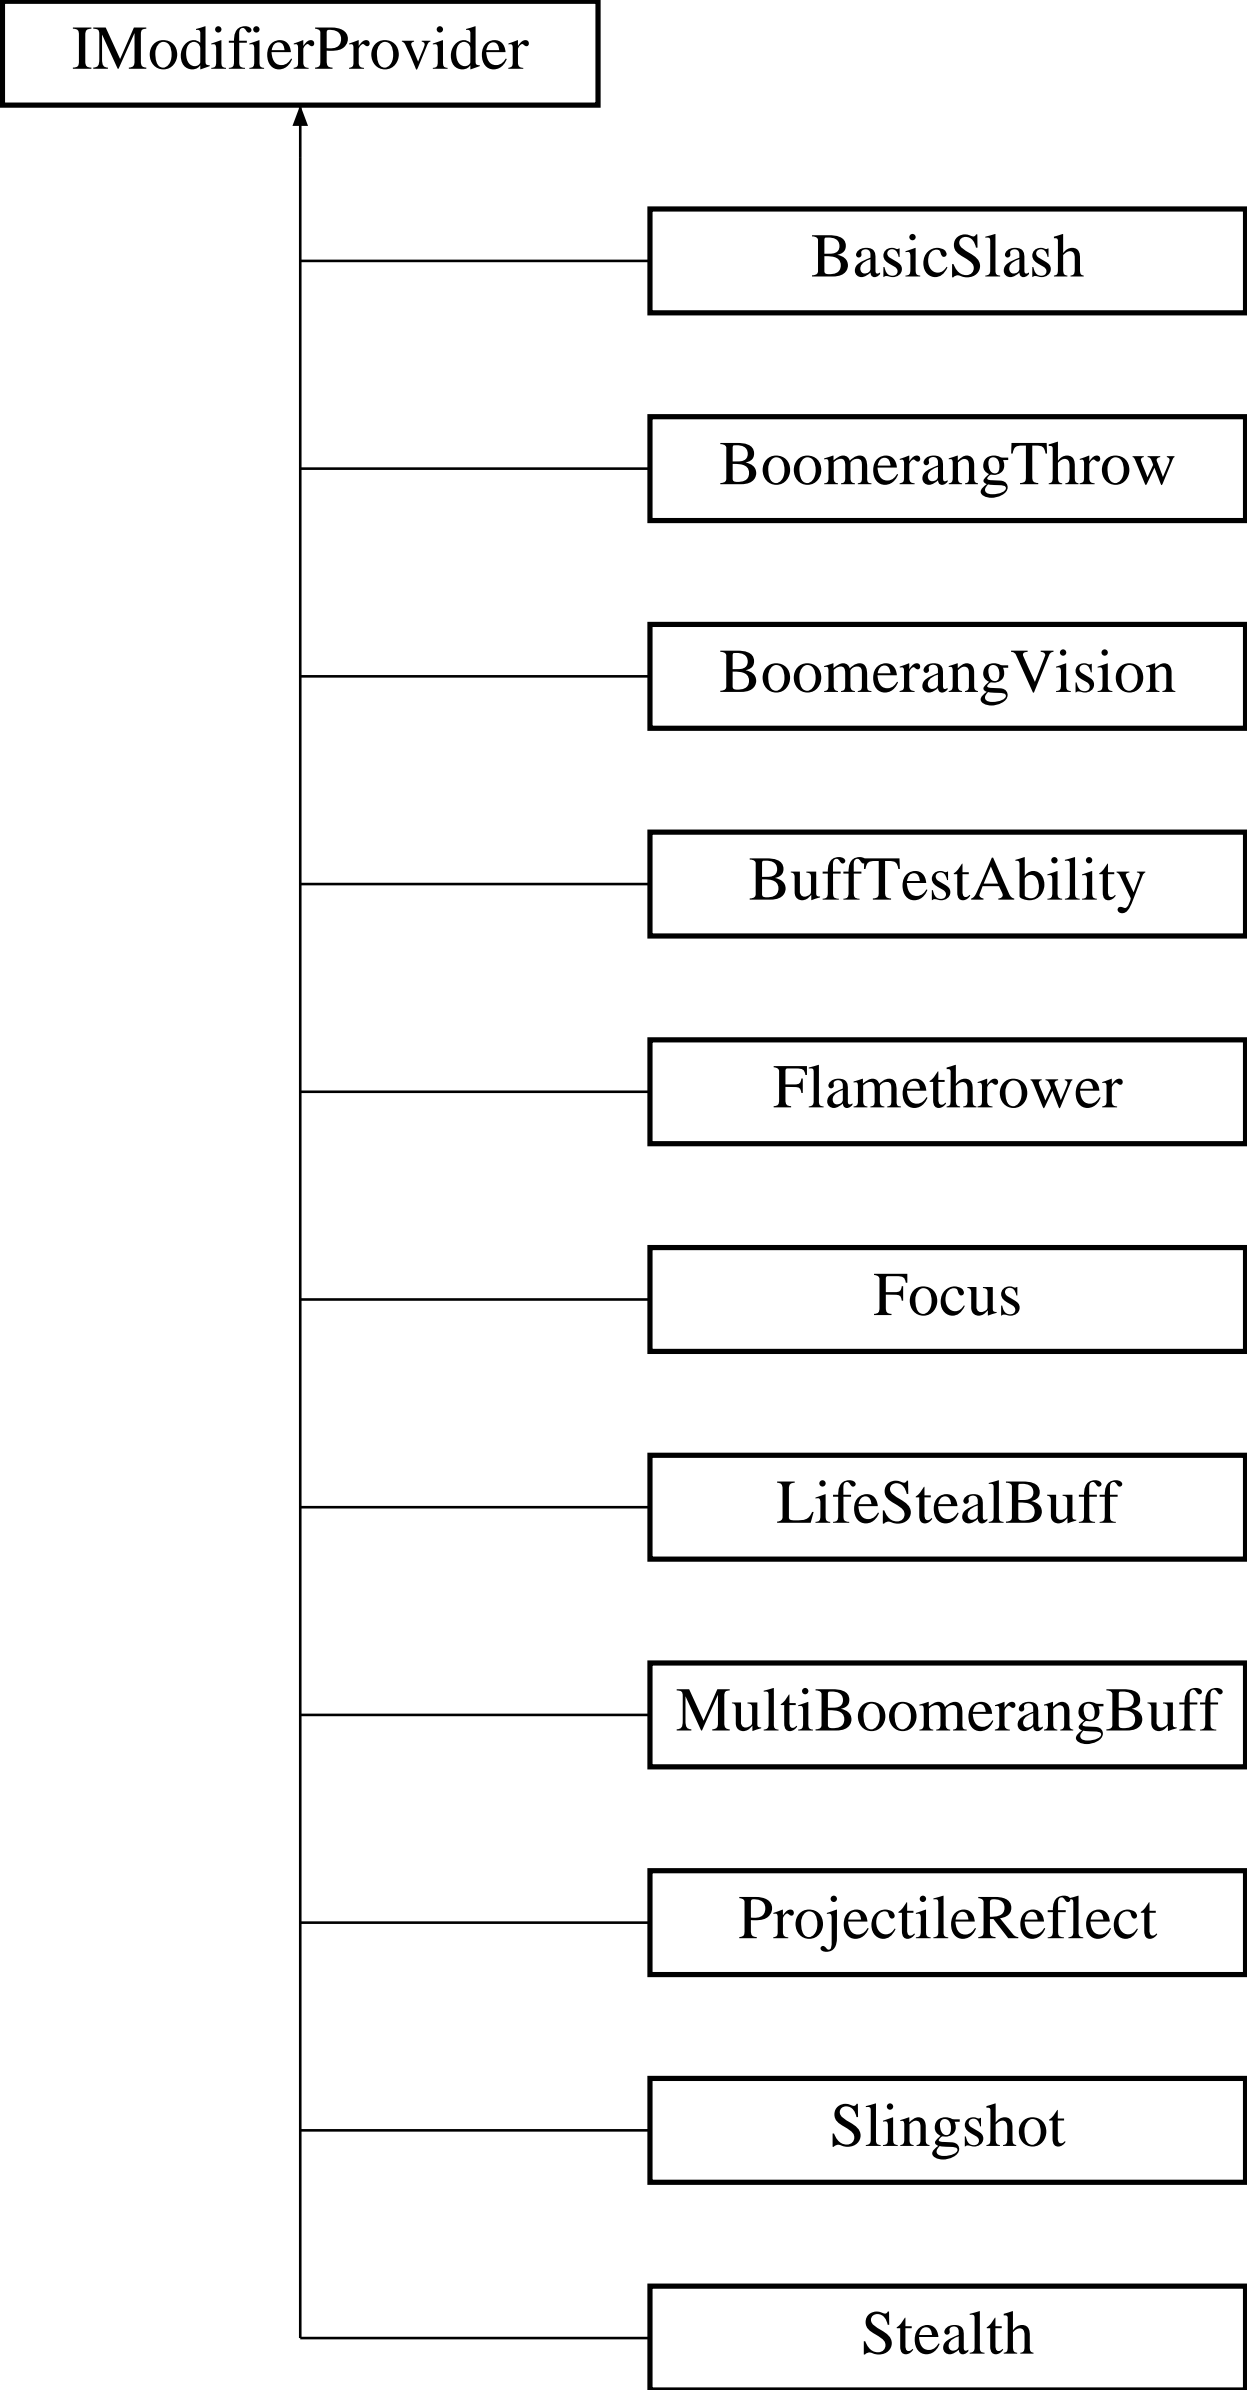 IModifierProvider
BasicSlash
BoomerangThrow
BoomerangVision
BuffTestAbility
Flamethrower
Focus
LifeStealBuff
MultiBoomerangBuff
ProjectileReflect
Slingshot
Stealth